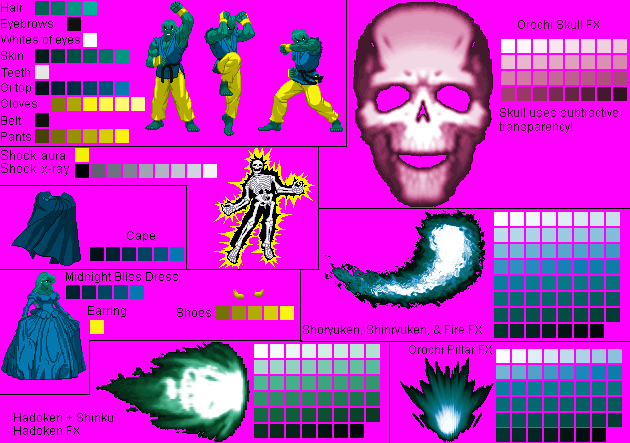 Hair
Eyebrows
Whites of eyes
Skin
Teeth
Gi top
Gloves
Belt
Pants
Shock aura
Shock x-ray
Orochi Skull FX
Skull uses subtractive
transparency!
Cape
Midnight Bliss Dress
Earring
Shoes
Shoryuken, Shinryuken, & Fire FX
Orochi Pillar FX
Hadoken + Shinku
Hadoken FX